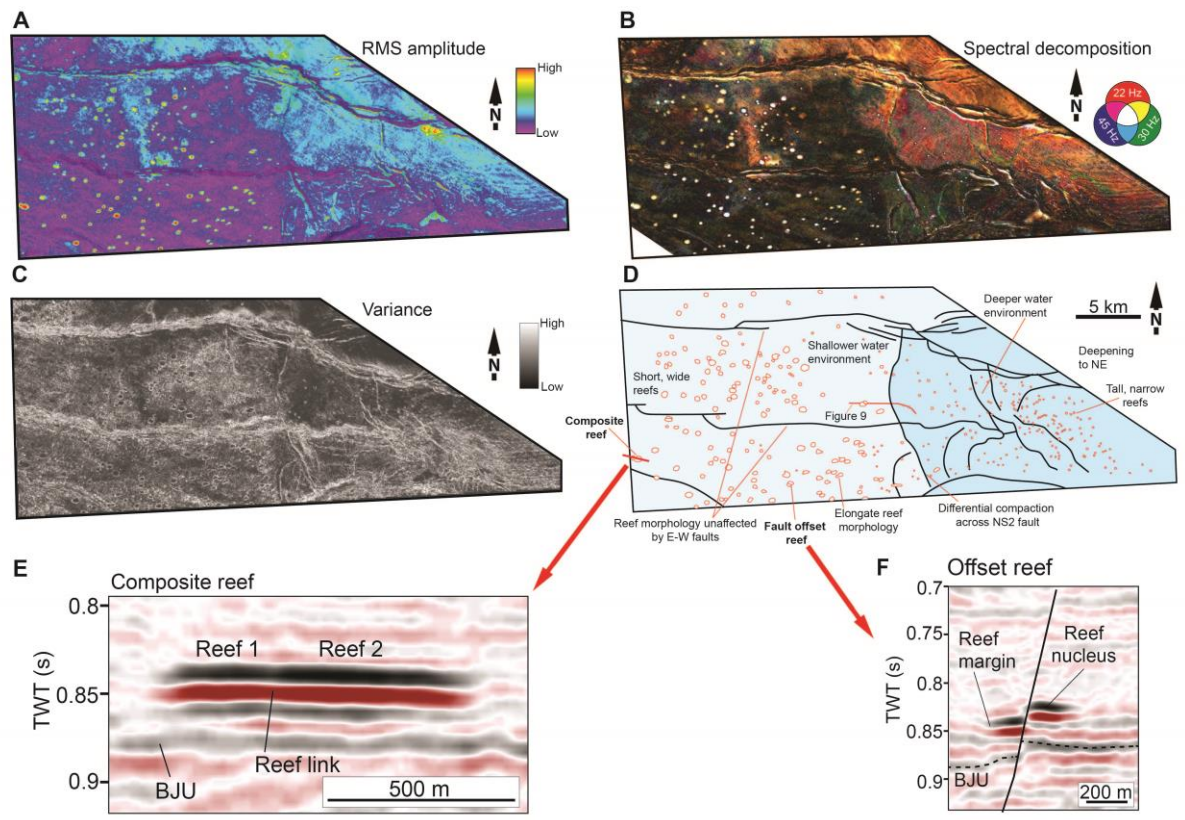 A
RMS amplitude
High
Low
N
B
Spectral decomposition
N
22 Hz
45 Hz
30 Hz
C
Variance
High
Low
N
D
Deeper water
environment
5 km
N
Shallower water
environment
Deepening
to NE
Short, wide
reefs
Tall, narrow
reefs
Figure 9
Composite
reef
Reef morphology unaffected
by E-W faults
Fault offset
reef
Elongate reef
morphology
Differential compaction
across NS2 fault
E
Composite reef
0.8
0.85
0.9
TWT (s)
Reef 1
Reef 2
Reef link
BJU
500 m
F
Offset reef
0.7
0.75
0.8
0.85
0.9
TWT (s)
Reef
margin
Reef
nucleus
BJU
200 m